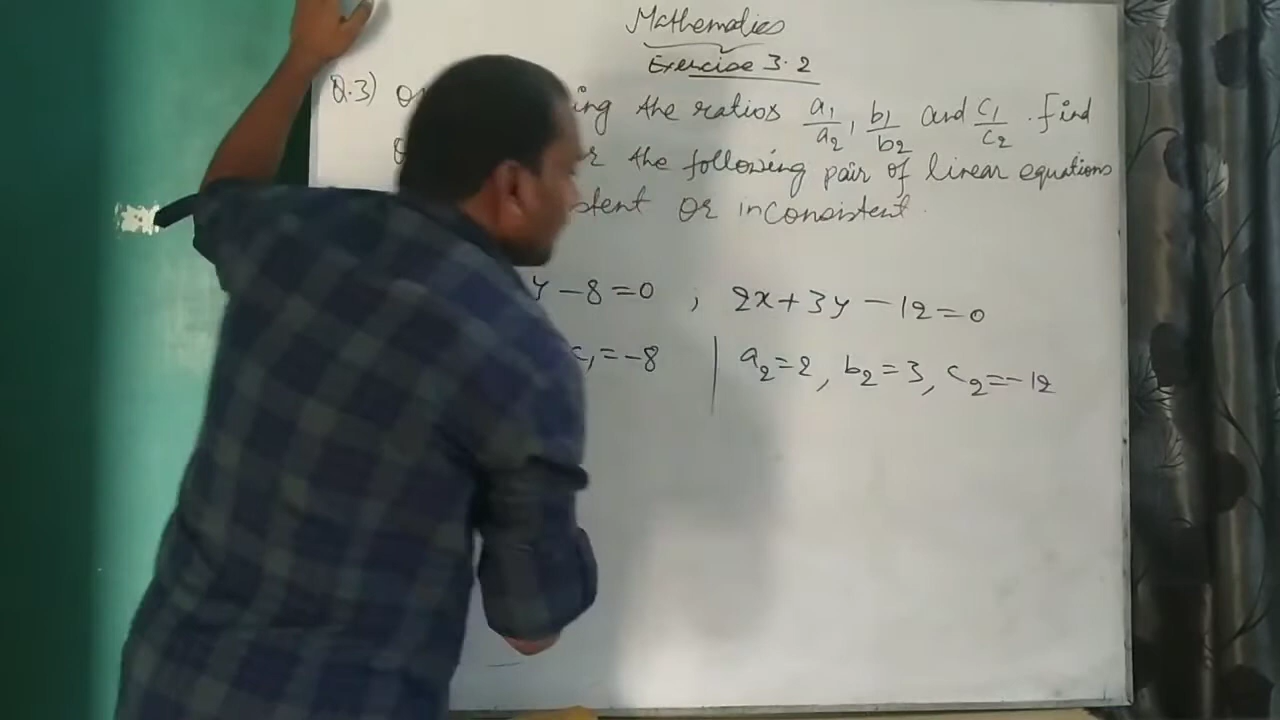 Mathematics
Exercise 3.2
Q.3) ing the ratios a₁/a₂, b₁/b₂ and c₁/c₂. Find
the following pair of linear equations
stent or inconsistent.
y - 8 = 0 ; 2x + 3y - 12 = 0
c₁ = -8 | a₂ = 2, b₂ = 3, c₂ = -12